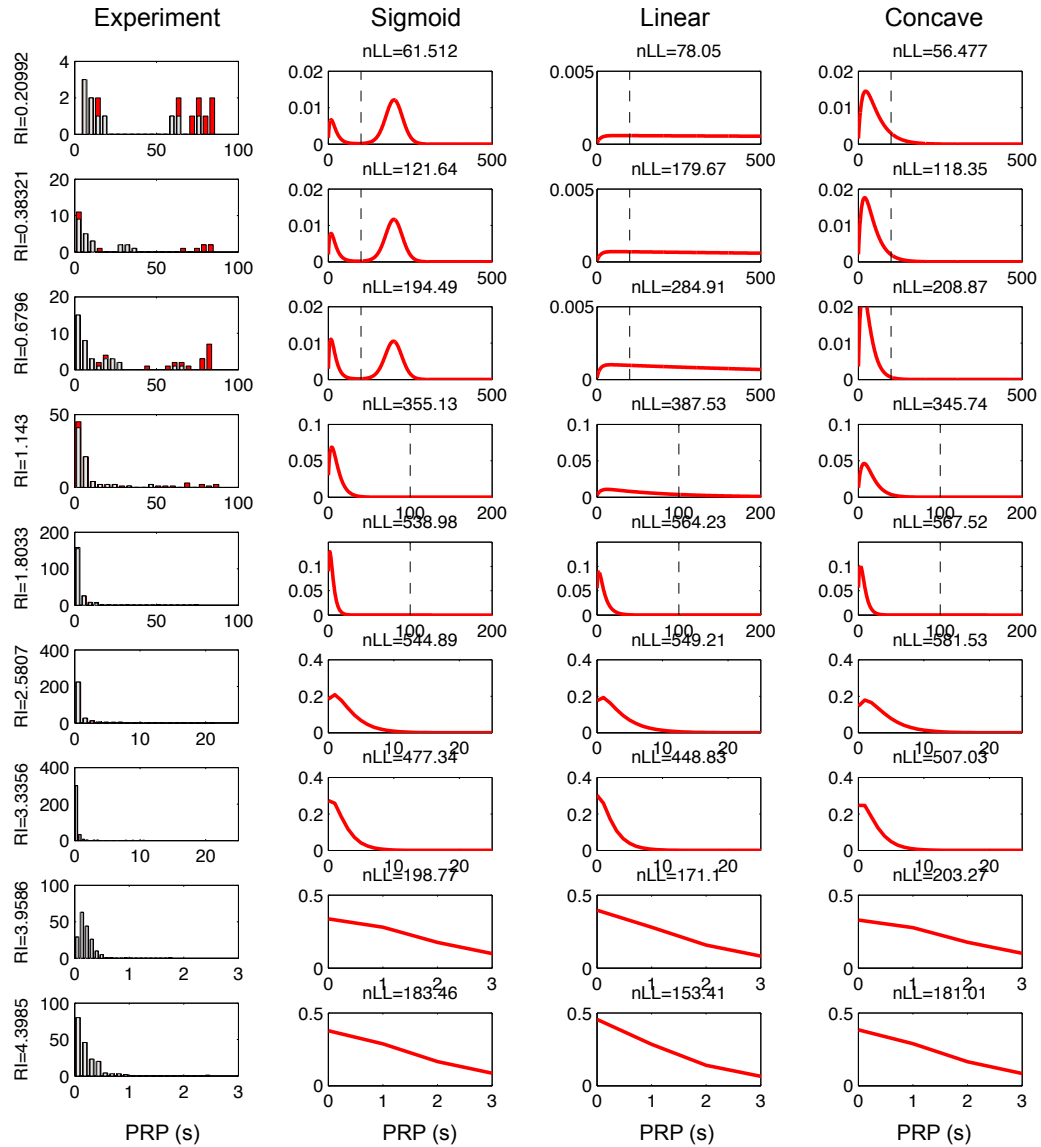 Experiment Sigmoid Linear Concave
nLL=61.512 nLL=78.05 nLL=56.477
RI=0.20992
4 2 0
0 50 100
0.02 0.01 0
0 500
0.005 0
0 500
0.02 0.01 0
0 500
nLL=121.64 nLL=179.67 nLL=118.35
RI=0.38321
20 10 0
0 50 100
0.02 0.01 0
0 500
0.005 0
0 500
0.02 0.01 0
0 500
nLL=194.49 nLL=284.91 nLL=208.87
RI=0.6796
20 10 0
0 50 100
0.02 0.01 0
0 500
0.005 0
0 500
0.02 0.01 0
0 500
nLL=355.13 nLL=387.53 nLL=345.74
RI=1.143
50 0
0 50 100
0.1 0.05 0
0 100 200
0.1 0.05 0
0 100 200
0.1 0.05 0
0 100 200
nLL=538.98 nLL=564.23 nLL=567.52
RI=1.8033
200 100 0
0 50 100
0.1 0.05 0
0 100 200
0.1 0.05 0
0 100 200
0.1 0.05 0
0 100 200
nLL=544.89 nLL=549.21 nLL=581.53
RI=2.5807
400 200 0
0 10 20
0.4 0.2 0
0 10 20
0.4 0.2 0
0 10 20
0.4 0.2 0
0 10 20
nLL=477.34 nLL=448.83 nLL=507.03
RI=3.3356
400 200 0
0 10 20
0.4 0.2 0
0 10 20
0.4 0.2 0
0 10 20
0.4 0.2 0
0 10 20
nLL=198.77 nLL=171.1 nLL=203.27
RI=3.9586
100 50 0
0 1 2 3
0.5 0
0 1 2 3
0.5 0
0 1 2 3
0.5 0
0 1 2 3
nLL=183.46 nLL=153.41 nLL=181.01
RI=4.3985
100 50 0
0 1 2 3
0.5 0
0 1 2 3
0.5 0
0 1 2 3
0.5 0
0 1 2 3
PRP (s) PRP (s) PRP (s) PRP (s)